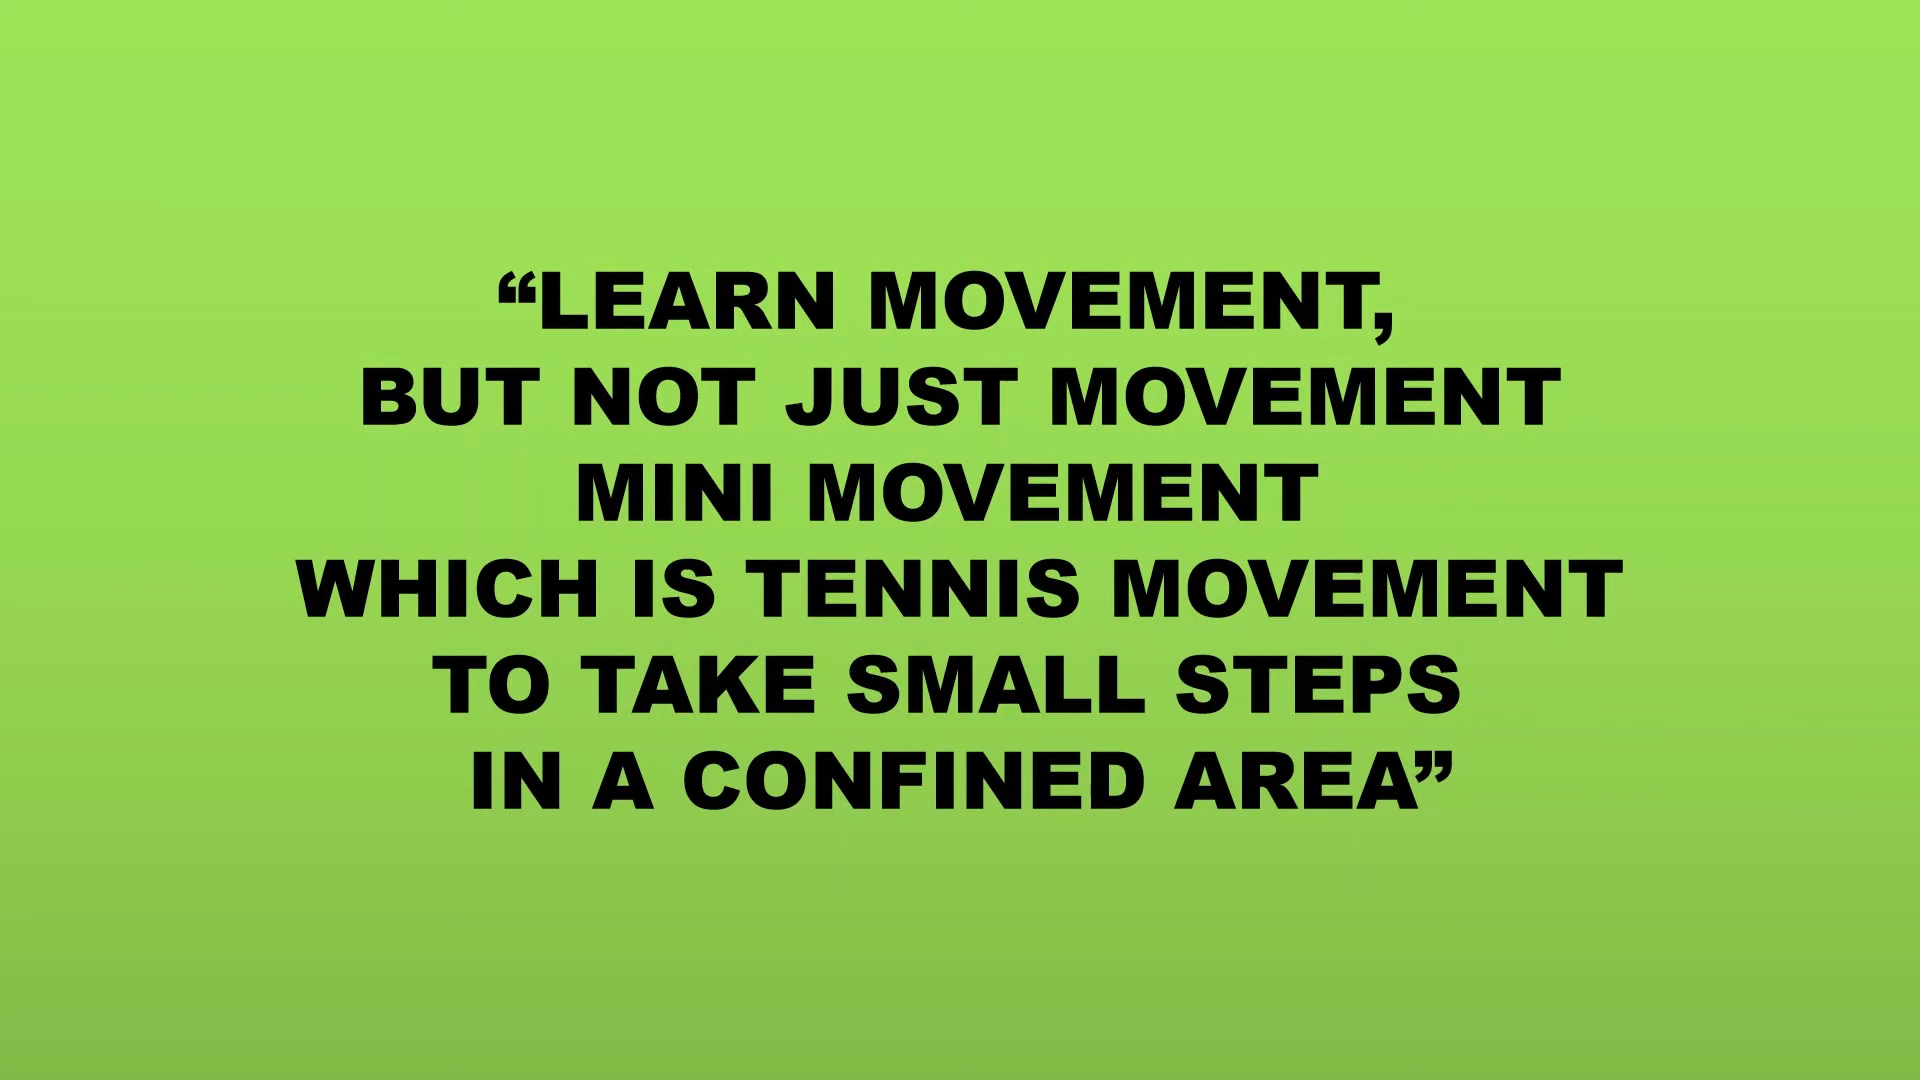 “LEARN MOVEMENT,
BUT NOT JUST MOVEMENT
MINI MOVEMENT
WHICH IS TENNIS MOVEMENT
TO TAKE SMALL STEPS
IN A CONFINED AREA”